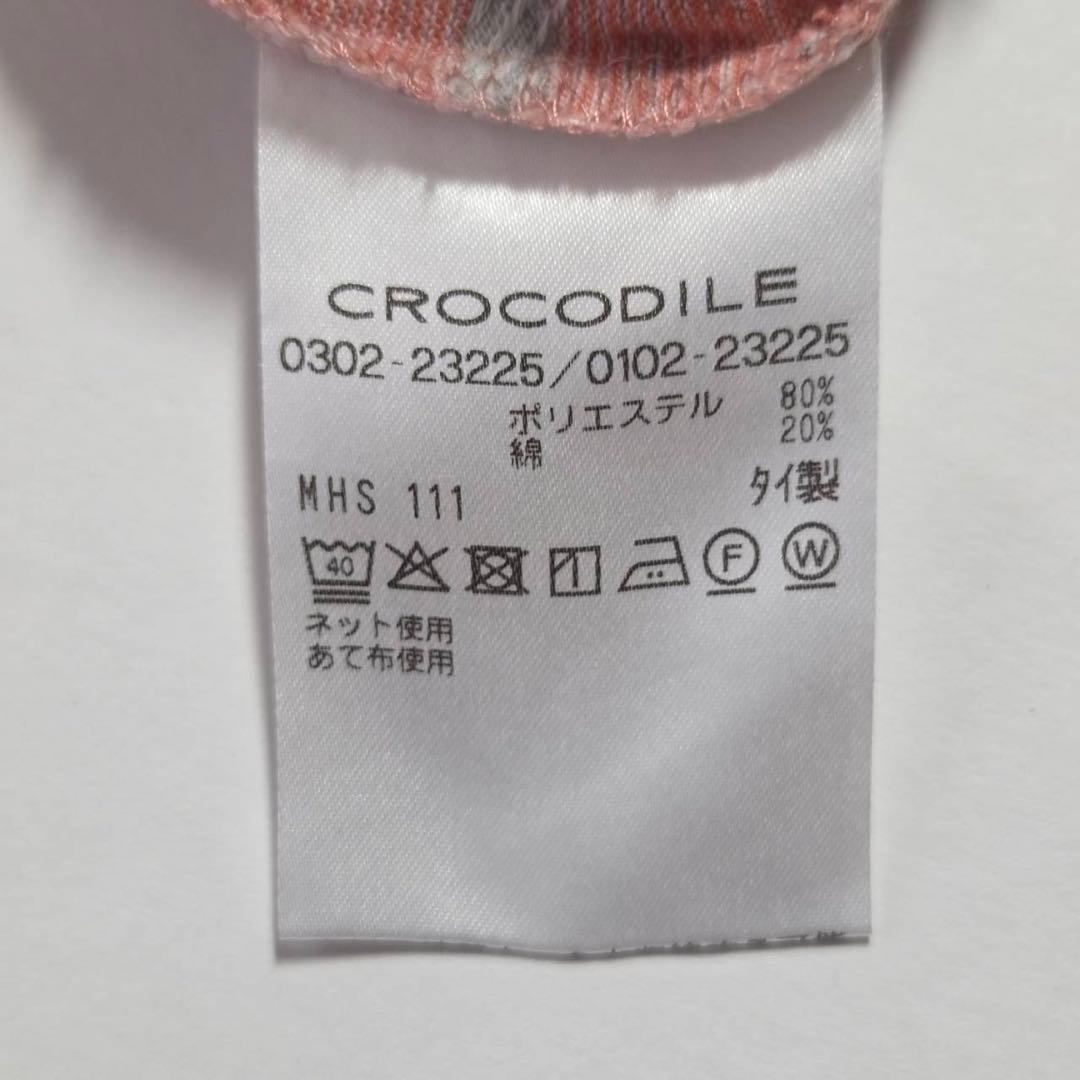 CROCODILE
0302-23225/0102-23225
ポリエステル 80%
綿 20%
MHS 111 タイ製
40 F W
ネット使用
あて布使用